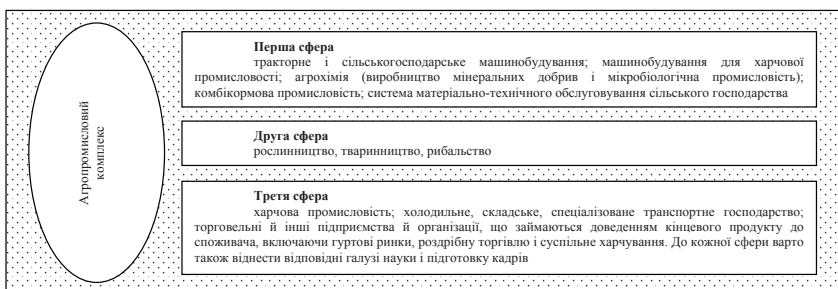 Агропромисловий
комплекс
Перша сфера
тракторне і сільськогосподарське машинобудування; машинобудування для харчової
промисловості; агрохімія (виробництво мінеральних добрив і мікробіологічна промисловість);
комбікормова промисловість; система матеріально-технічного обслуговування сільського господарства
Друга сфера
рослинництво, тваринництво, рибальство
Третя сфера
харчова промисловість; холодильне, складське, спеціалізоване транспортне господарство;
торговельні й інші підприємства й організації, що займаються доведенням кінцевого продукту до
споживача, включаючи гуртові ринки, роздрібну торгівлю і суспільне харчування. До кожної сфери варто
також віднести відповідні галузі науки і підготовку кадрів